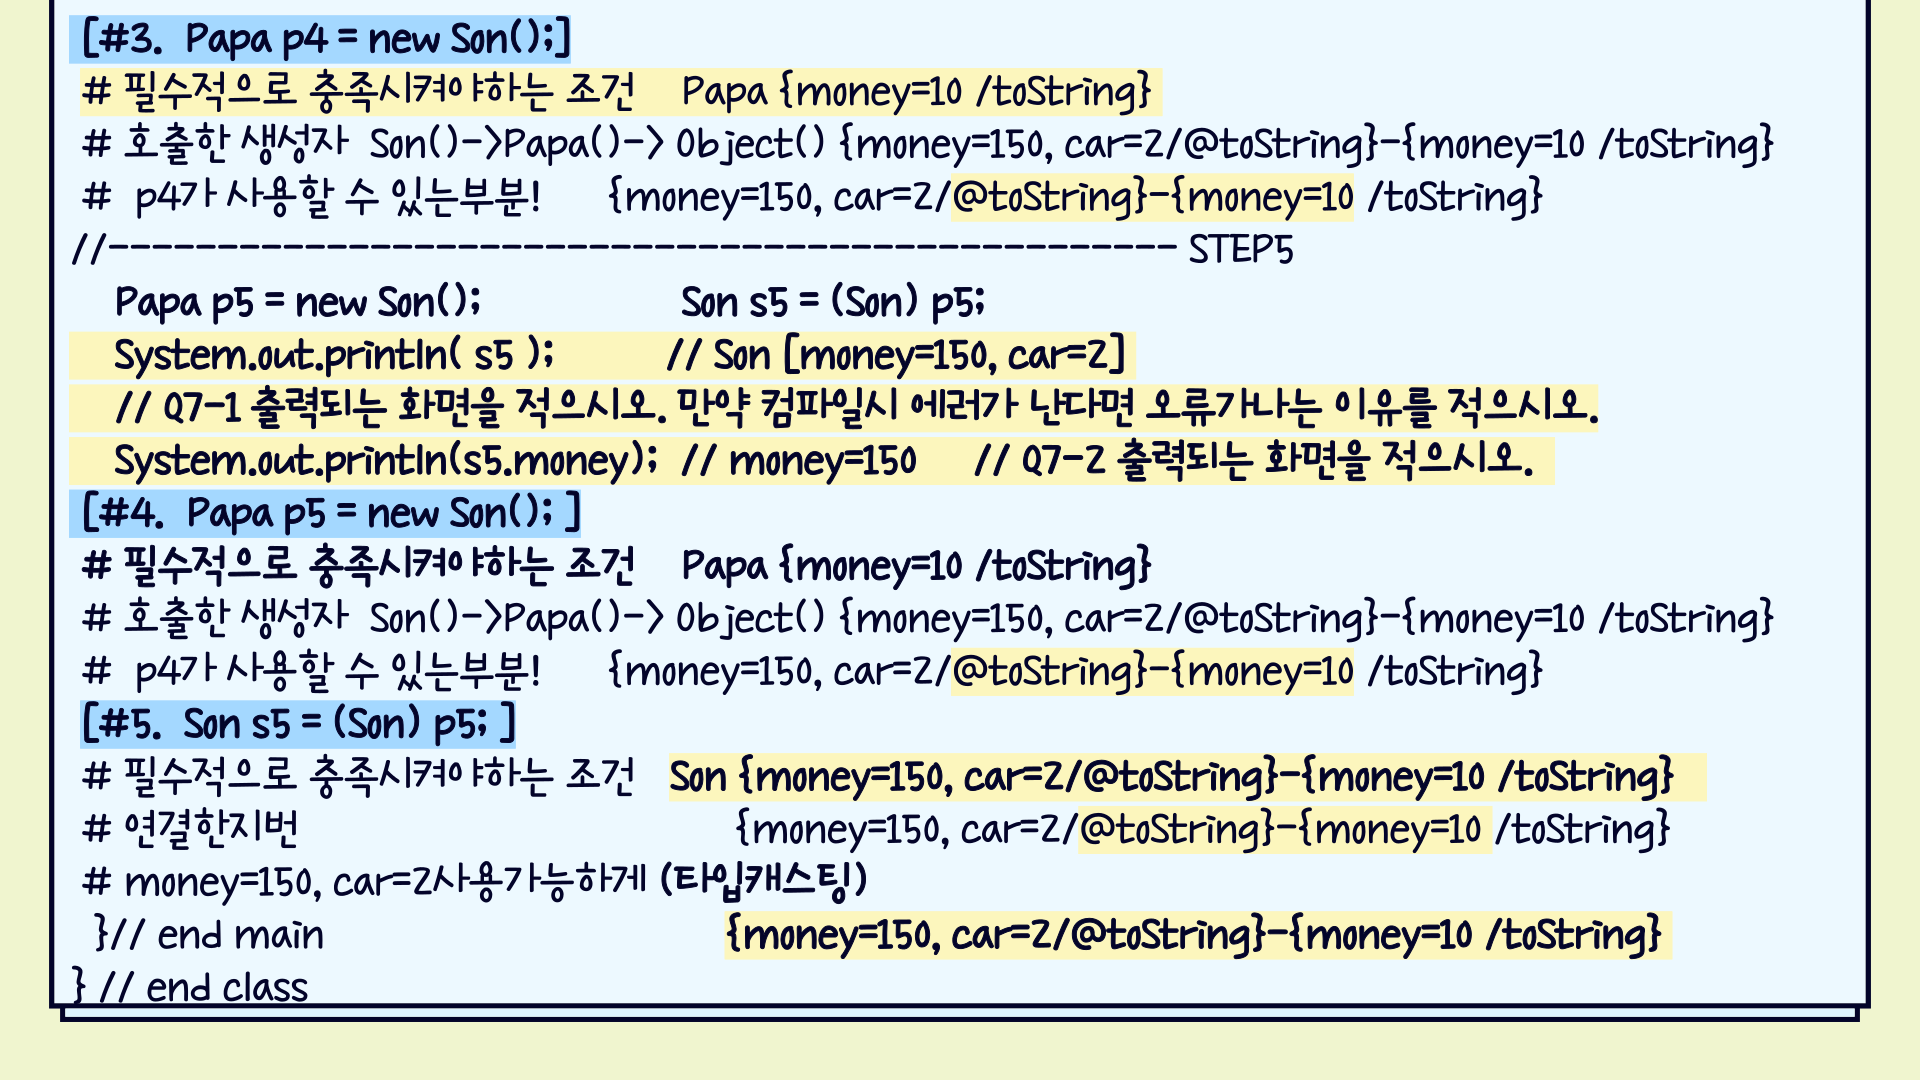 [#3. Papa p4 = new Son();]
# 필수적으로 충족시켜야하는 조건 Papa {money=10 /toString}
# 호출한 생성자 Son()->Papa()-> Object() {money=150, car=2/@toString}-{money=10 /toString}
# p4가 사용할 수 있는부분! {money=150, car=2/@toString}-{money=10 /toString}
//------------------------------------------------- STEP5
Papa p5 = new Son(); Son s5 = (Son) p5;
System.out.println( s5 ); // Son [money=150, car=2]
// Q7-1 출력되는 화면을 적으시오. 만약 컴파일시 에러가 난다면 오류가나는 이유를 적으시오.
System.out.println(s5.money); // money=150 // Q7-2 출력되는 화면을 적으시오.
[#4. Papa p5 = new Son(); ]
# 필수적으로 충족시켜야하는 조건 Papa {money=10 /toString}
# 호출한 생성자 Son()->Papa()-> Object() {money=150, car=2/@toString}-{money=10 /toString}
# p4가 사용할 수 있는부분! {money=150, car=2/@toString}-{money=10 /toString}
[#5. Son s5 = (Son) p5; ]
# 필수적으로 충족시켜야하는 조건 Son {money=150, car=2/@toString}-{money=10 /toString}
# 연결한지번 {money=150, car=2/@toString}-{money=10 /toString}
# money=150, car=2사용가능하게 (타입캐스팅)
}// end main {money=150, car=2/@toString}-{money=10 /toString}
} // end class